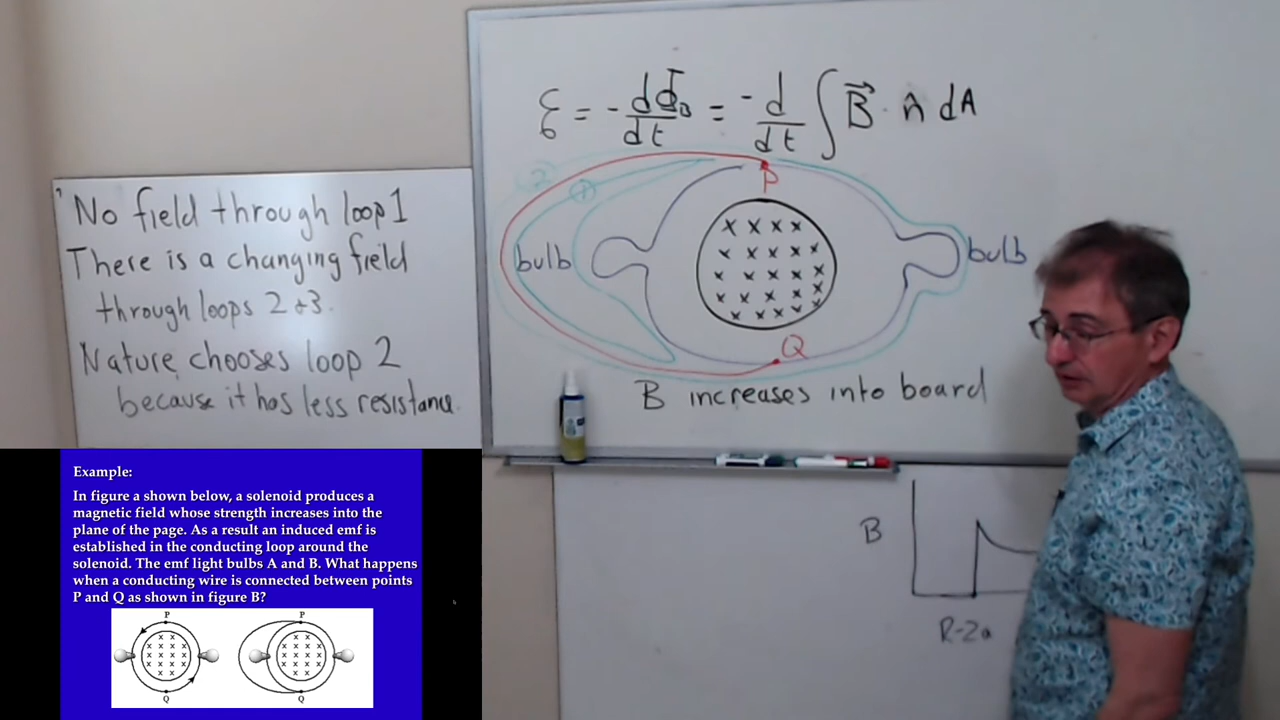 No field through loop 1
There is a changing field
through loops 2 + 3.
Nature chooses loop 2
because it has less resistance.
ℰ = - dΦ_B/dt = - d/dt ∫ B⃗ · n̂ dA
2
1
P
bulb
bulb
Q
B increases into board
B
R-2a
Example:
In figure a shown below, a solenoid produces a
magnetic field whose strength increases into the
plane of the page. As a result an induced emf is
established in the conducting loop around the
solenoid. The emf light bulbs A and B. What happens
when a conducting wire is connected between points
P and Q as shown in figure B?
P P
Q Q